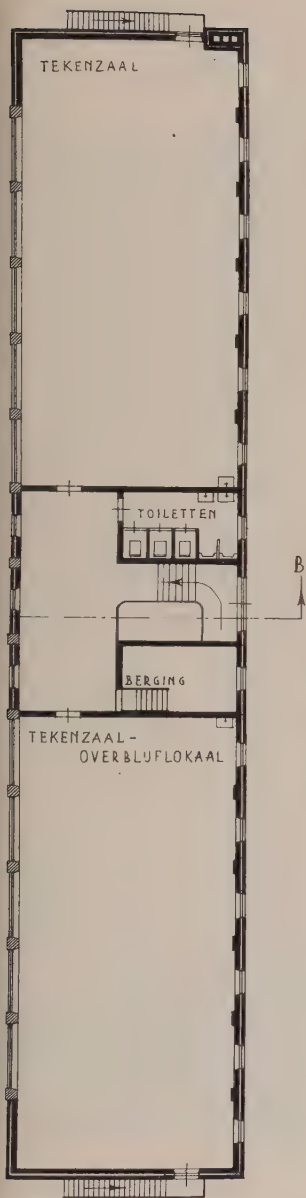 TEKENZAAL
TOILETTEN
B
BERGING
TEKENZAAL-
OVERBLIJFLOKAAL